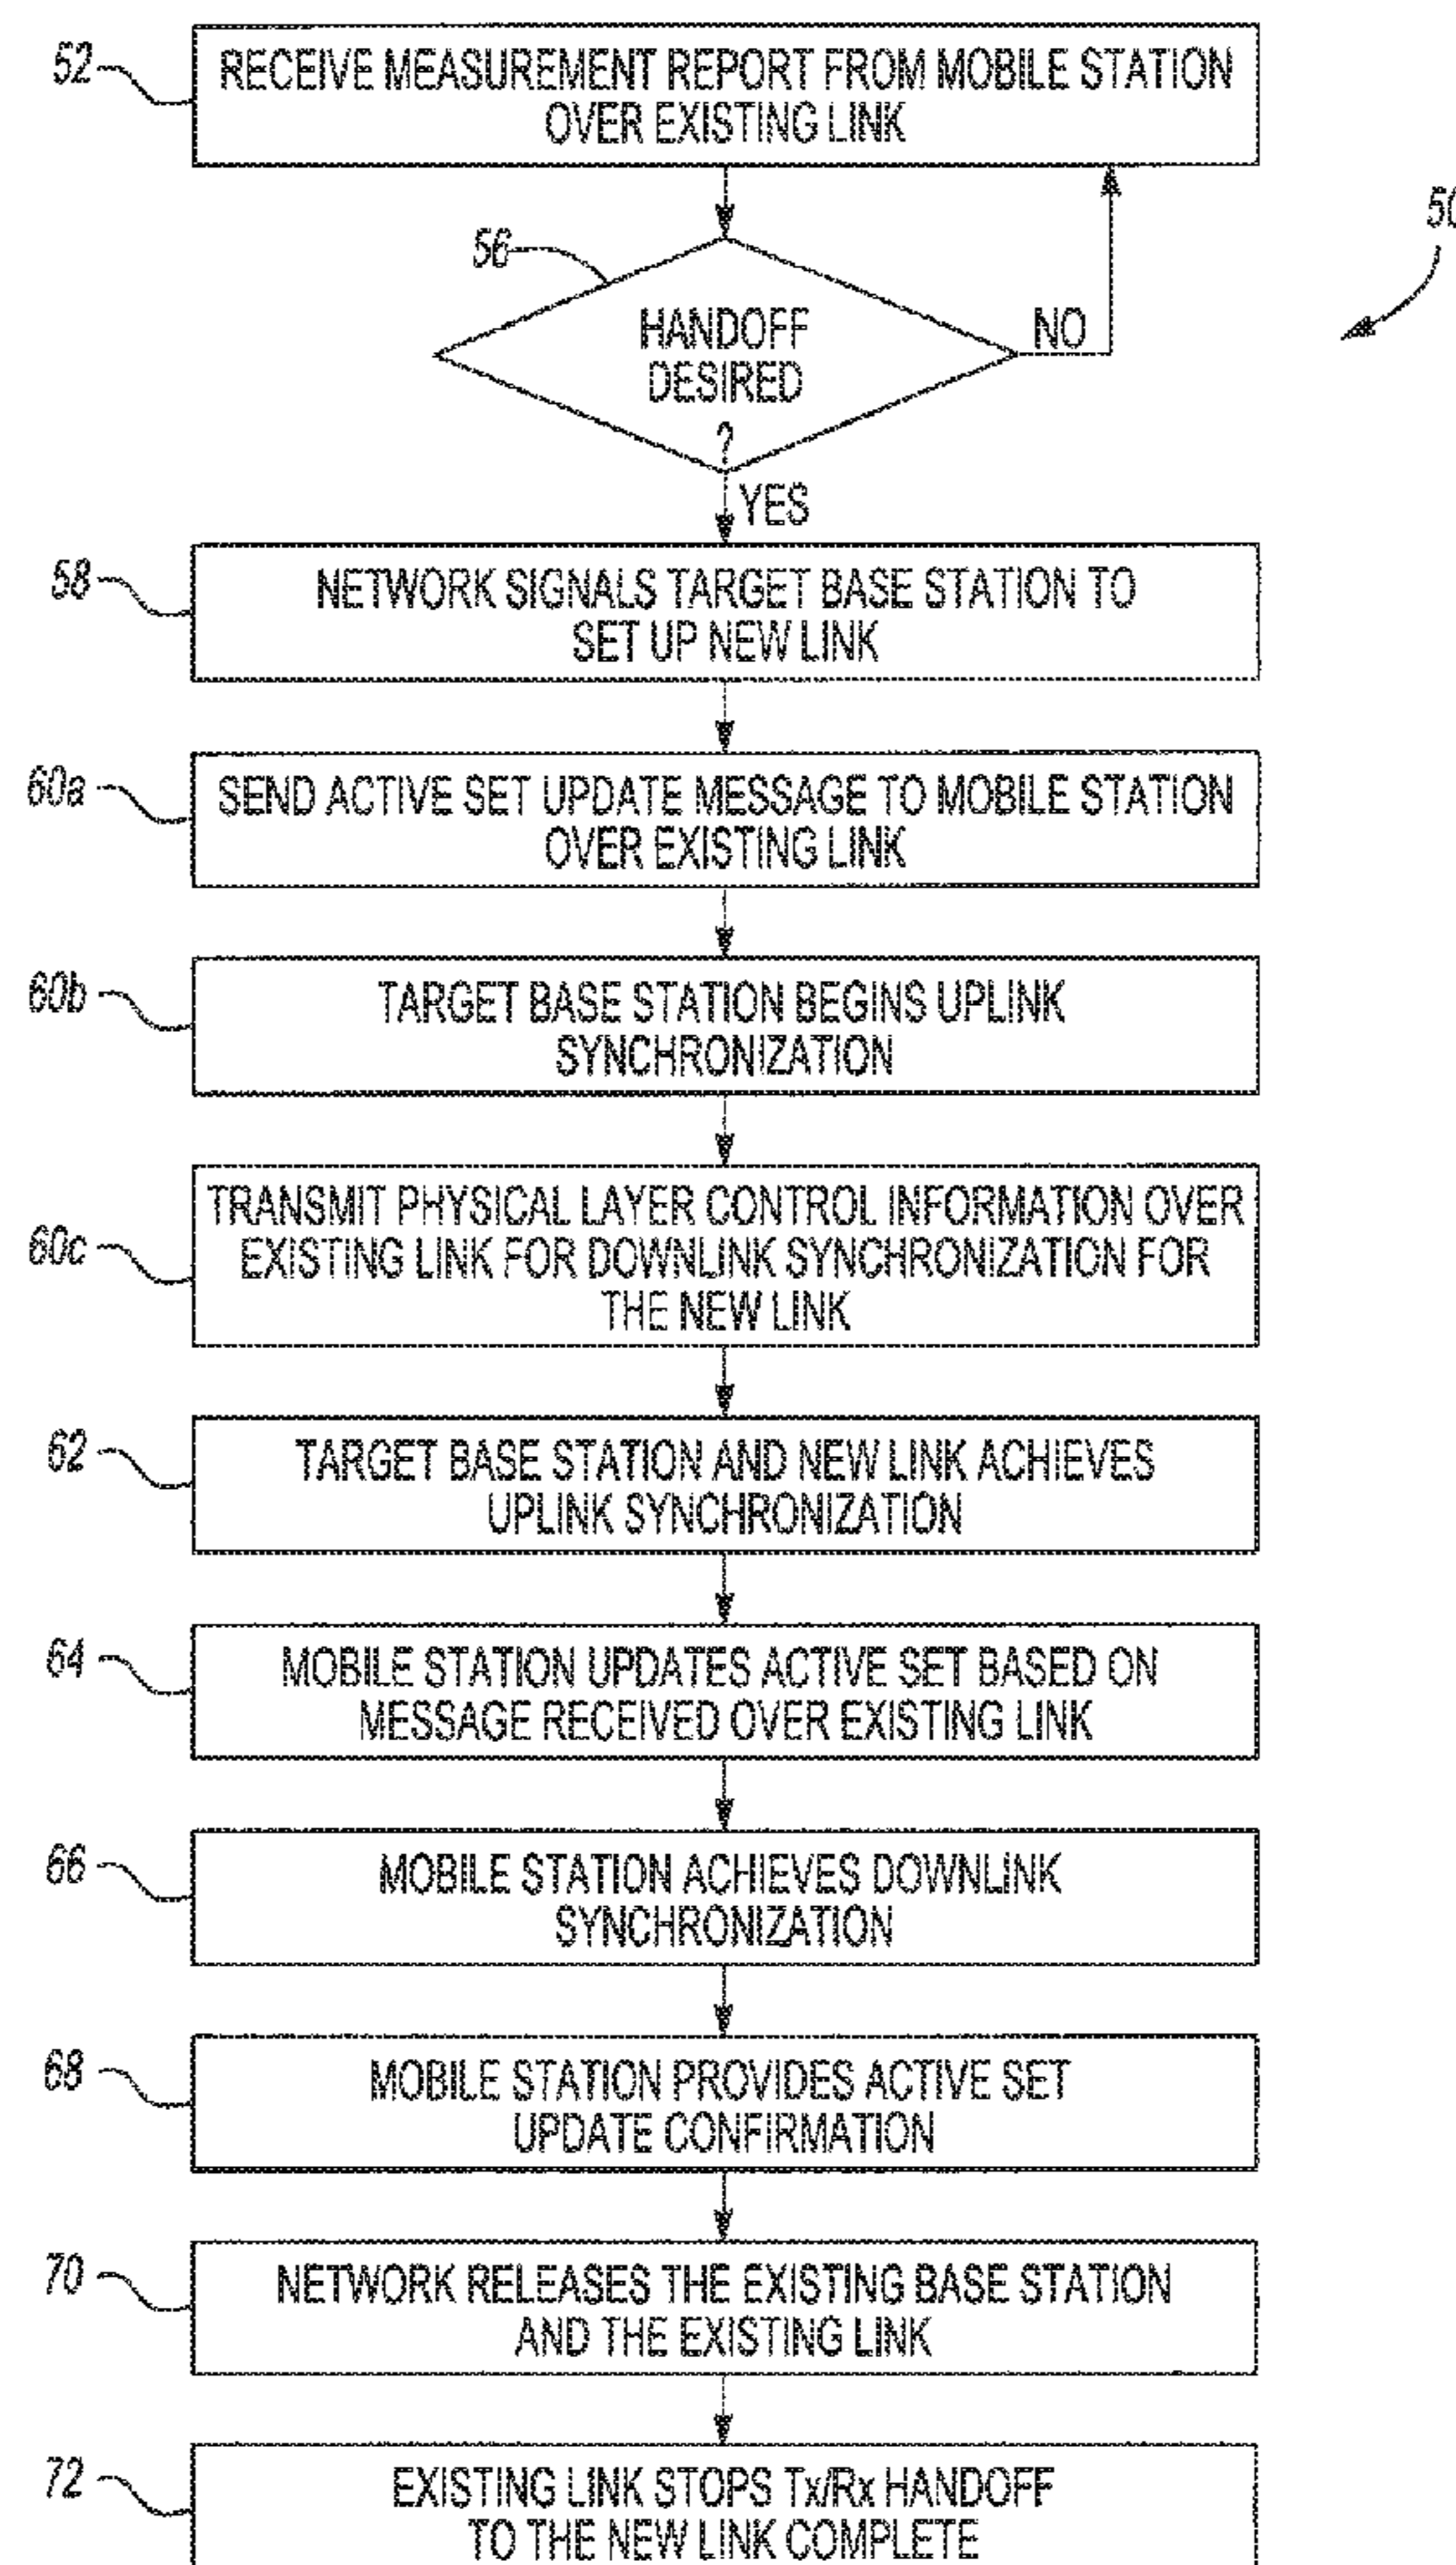 52
RECEIVE MEASUREMENT REPORT FROM MOBILE STATION
OVER EXISTING LINK
50
56
HANDOFF
DESIRED
?
NO
YES
58
NETWORK SIGNALS TARGET BASE STATION TO
SET UP NEW LINK
60a
SEND ACTIVE SET UPDATE MESSAGE TO MOBILE STATION
OVER EXISTING LINK
60b
TARGET BASE STATION BEGINS UPLINK
SYNCHRONIZATION
60c
TRANSMIT PHYSICAL LAYER CONTROL INFORMATION OVER
EXISTING LINK FOR DOWNLINK SYNCHRONIZATION FOR
THE NEW LINK
62
TARGET BASE STATION AND NEW LINK ACHIEVES
UPLINK SYNCHRONIZATION
64
MOBILE STATION UPDATES ACTIVE SET BASED ON
MESSAGE RECEIVED OVER EXISTING LINK
66
MOBILE STATION ACHIEVES DOWNLINK
SYNCHRONIZATION
68
MOBILE STATION PROVIDES ACTIVE SET
UPDATE CONFIRMATION
70
NETWORK RELEASES THE EXISTING BASE STATION
AND THE EXISTING LINK
72
EXISTING LINK STOPS Tx/Rx HANDOFF
TO THE NEW LINK COMPLETE